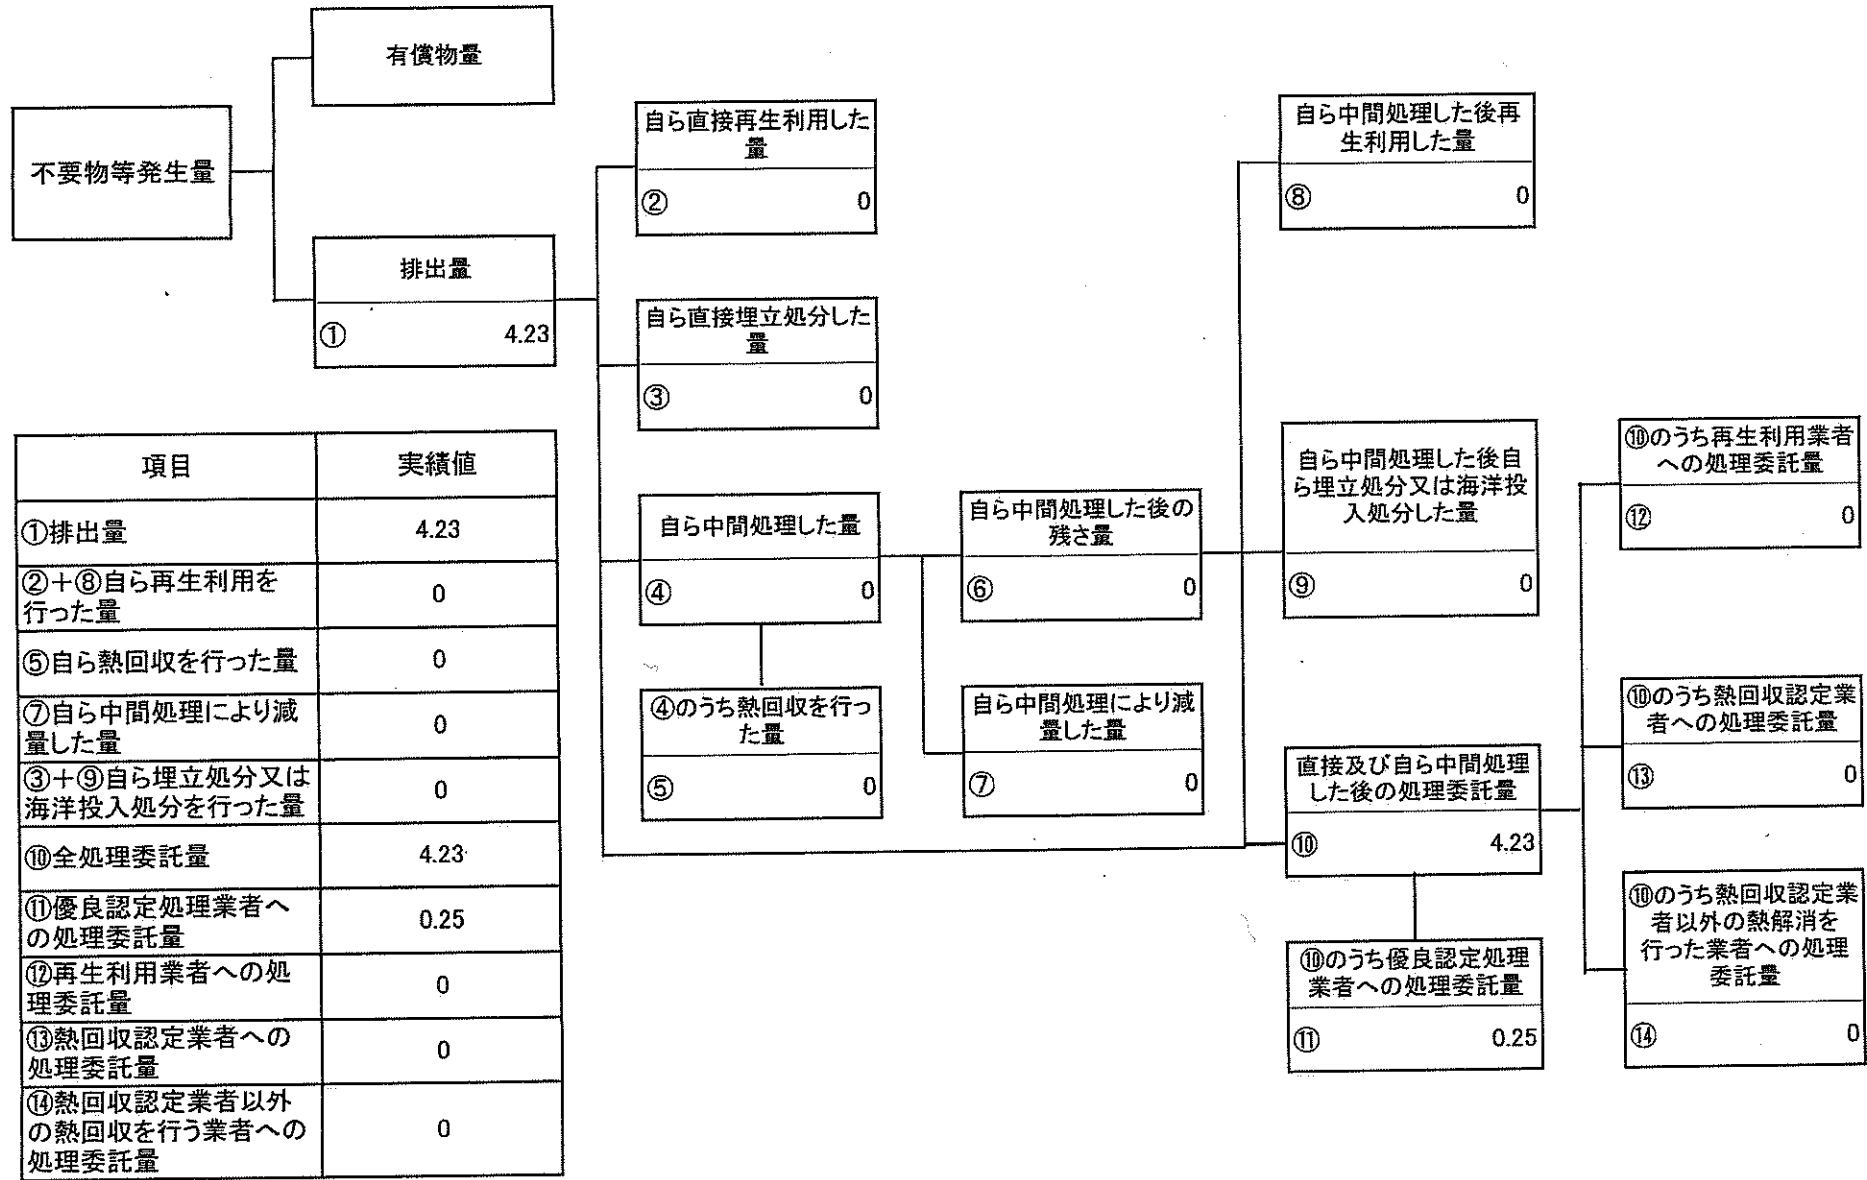 有償物量
不要物等発生量
排出量
① 4.23
自ら直接再生利用した
量
② 0
自ら直接埋立処分した
量
③ 0
自ら中間処理した量
④ 0
④のうち熱回収を行っ
た量
⑤ 0
自ら中間処理した後の
残さ量
⑥ 0
自ら中間処理により減
量した量
⑦ 0
自ら中間処理した後再
生利用した量
⑧ 0
自ら中間処理した後自
ら埋立処分又は海洋投
入処分した量
⑨ 0
直接及び自ら中間処理
した後の処理委託量
⑩ 4.23
⑩のうち優良認定処理
業者への処理委託量
⑪ 0.25
⑩のうち再生利用業者
への処理委託量
⑫ 0
⑩のうち熱回収認定業
者への処理委託量
⑬ 0
⑩のうち熱回収認定業
者以外の熱解消を
行った業者への処理
委託量
⑭ 0
項目 実績値
①排出量 4.23
②+⑧自ら再生利用を
行った量 0
⑤自ら熱回収を行った量 0
⑦自ら中間処理により減
量した量 0
③+⑨自ら埋立処分又は
海洋投入処分を行った量 0
⑩全処理委託量 4.23
⑪優良認定処理業者へ
の処理委託量 0.25
⑫再生利用業者への処
理委託量 0
⑬熱回収認定業者への
処理委託量 0
⑭熱回収認定業者以外
の熱回収を行う業者への
処理委託量 0